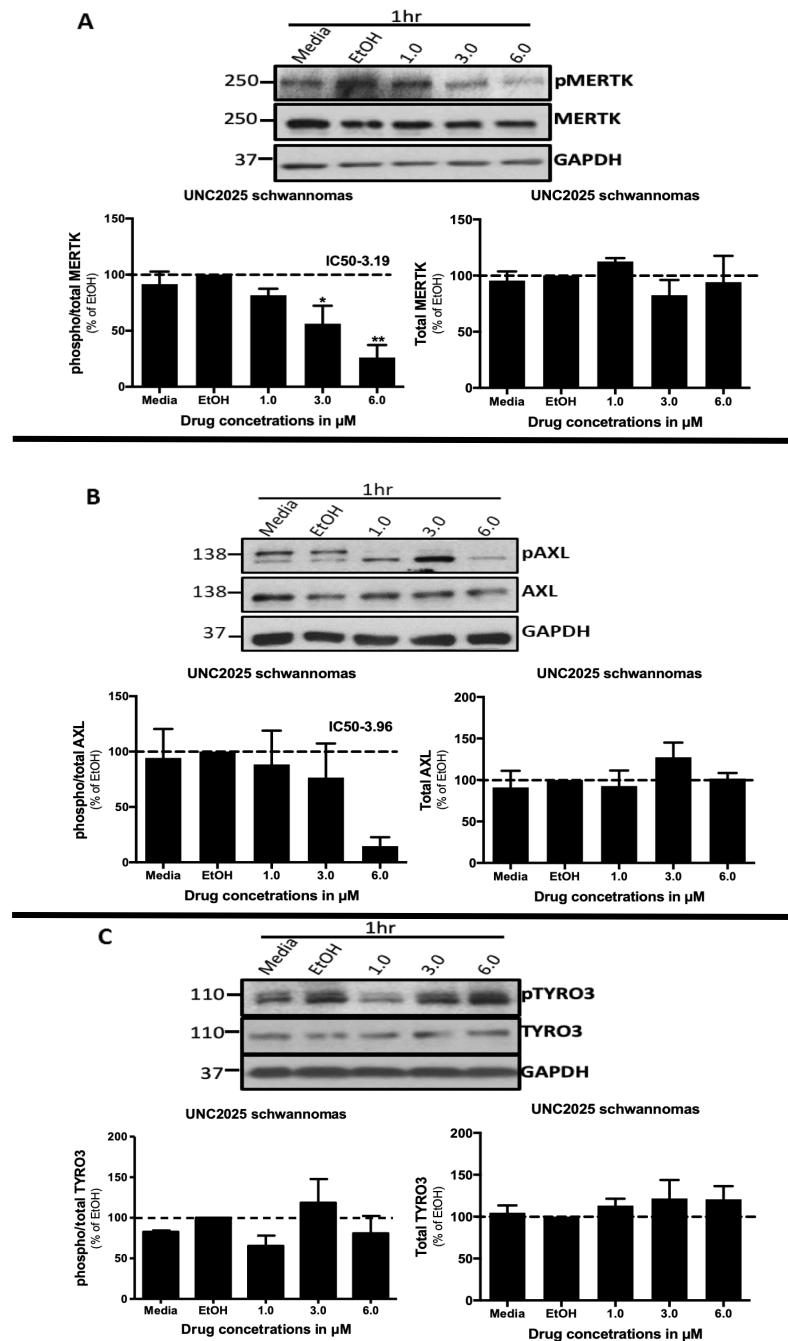 A
1hr
Media EtOH 1.0 3.0 6.0
250 pMERTK
250 MERTK
37 GAPDH
UNC2025 schwannomas
phospho/total MERTK
(% of EtOH)
150
100
50
0
IC50-3.19
*
**
Media EtOH 1.0 3.0 6.0
Drug concetrations in µM
UNC2025 schwannomas
Total MERTK
(% of EtOH)
150
100
50
0
Media EtOH 1.0 3.0 6.0
Drug concetrations in µM
B
1hr
Media EtOH 1.0 3.0 6.0
138 pAXL
138 AXL
37 GAPDH
UNC2025 schwannomas
phospho/total AXL
(% of EtOH)
150
100
50
0
IC50-3.96
Media EtOH 1.0 3.0 6.0
Drug concetrations in µM
UNC2025 schwannomas
Total AXL
(% of EtOH)
200
150
100
50
0
Media EtOH 1.0 3.0 6.0
Drug concetrations in µM
C
1hr
Media EtOH 1.0 3.0 6.0
110 pTYRO3
110 TYRO3
37 GAPDH
UNC2025 schwannomas
phospho/total TYRO3
(% of EtOH)
200
150
100
50
0
Media EtOH 1.0 3.0 6.0
Drug concetrations in µM
UNC2025 schwannomas
Total TYRO3
(% of EtOH)
200
150
100
50
0
Media EtOH 1.0 3.0 6.0
Drug concetrations in µM